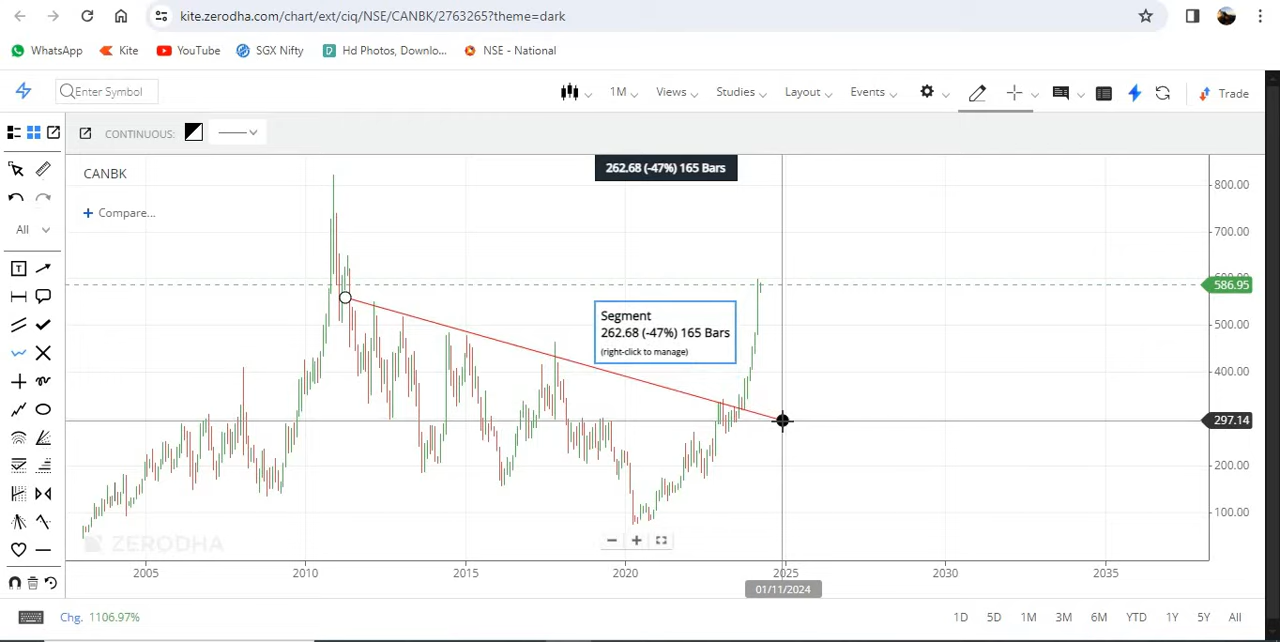 kite.zerodha.com/chart/ext/ciq/NSE/CANBK/2763265?theme=dark
WhatsApp Kite YouTube SGX Nifty Hd Photos, Downlo... NSE - National
Enter Symbol 1M Views Studies Layout Events Trade
CONTINUOUS:
262.68 (-47%) 165 Bars
CANBK
Compare...
All
T
800.00
700.00
600.00
586.95
500.00
400.00
297.14
200.00
100.00
Segment
262.68 (-47%) 165 Bars
(right-click to manage)
ZERODHA
2005 2010 2015 2020 2025 2030 2035
01/11/2024
Chg. 1106.97% 1D 5D 1M 3M 6M YTD 1Y 5Y All